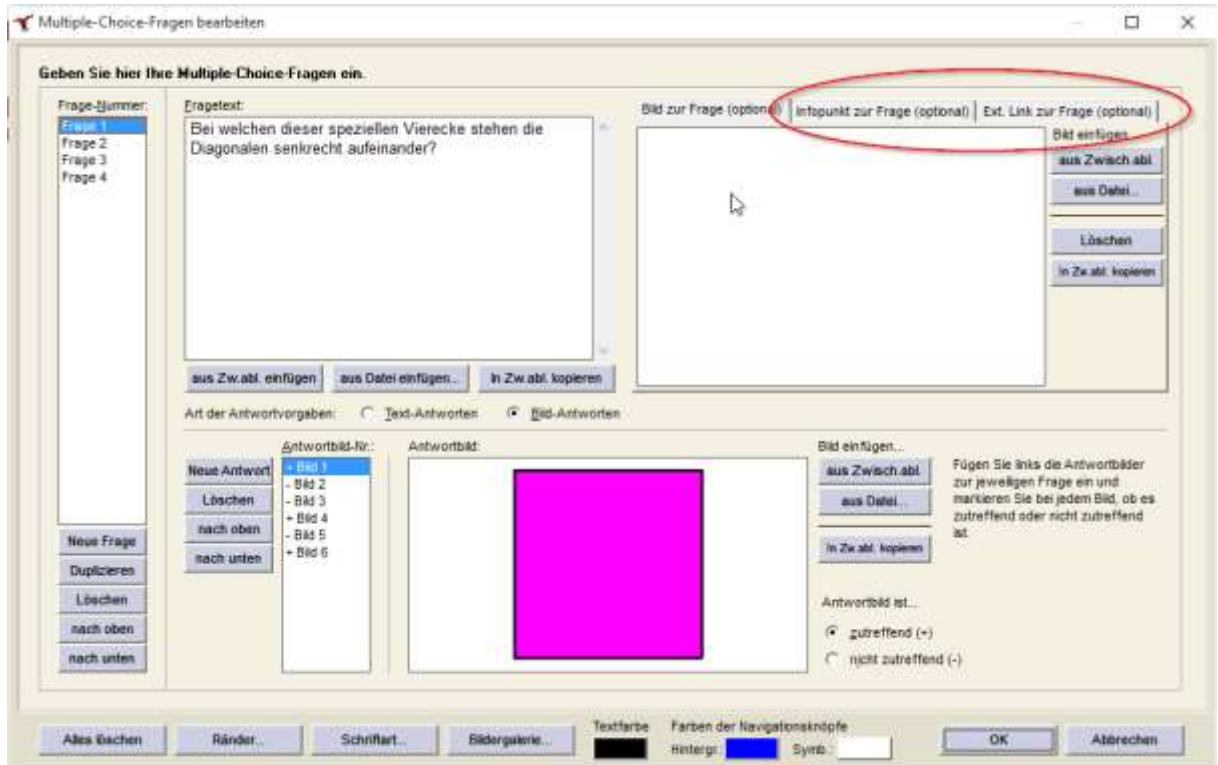 Multiple-Choice-Fragen bearbeiten
Geben Sie hier Ihre Multiple-Choice-Fragen ein.
Frage-Nummer:
Frage 1
Frage 2
Frage 3
Frage 4
Neue Frage
Duplizieren
Löschen
nach oben
nach unten
Fragetext:
Bei welchen dieser speziellen Vierecke stehen die
Diagonalen senkrecht aufeinander?
aus Zw.abl. einfügen
aus Datei einfügen...
In Zw.abl. kopieren
Bild zur Frage (optional)
Infopunkt zur Frage (optional)
Ext. Link zur Frage (optional)
Bild einfügen...
aus Zwisch.abl.
aus Datei...
Löschen
In Zw.abl. kopieren
Art der Antwortvorgaben:
Text-Antworten
Bild-Antworten
Neue Antwort
Löschen
nach oben
nach unten
Antwortbild-Nr.:
+ Bild 1
- Bild 2
- Bild 3
+ Bild 4
- Bild 5
+ Bild 6
Antwortbild:
Bild einfügen...
aus Zwisch.abl.
aus Datei...
In Zw.abl. kopieren
Fügen Sie links die Antwortbilder
zur jeweiligen Frage ein und
markieren Sie bei jedem Bild, ob es
zutreffend oder nicht zutreffend
ist.
Antwortbild ist...
zutreffend (+)
nicht zutreffend (-)
Alles löschen
Ränder...
Schriftart...
Bildergalerie...
Textfarbe
Farben der Navigationsknöpfe
Hintergr.:
Symb.:
OK
Abbrechen